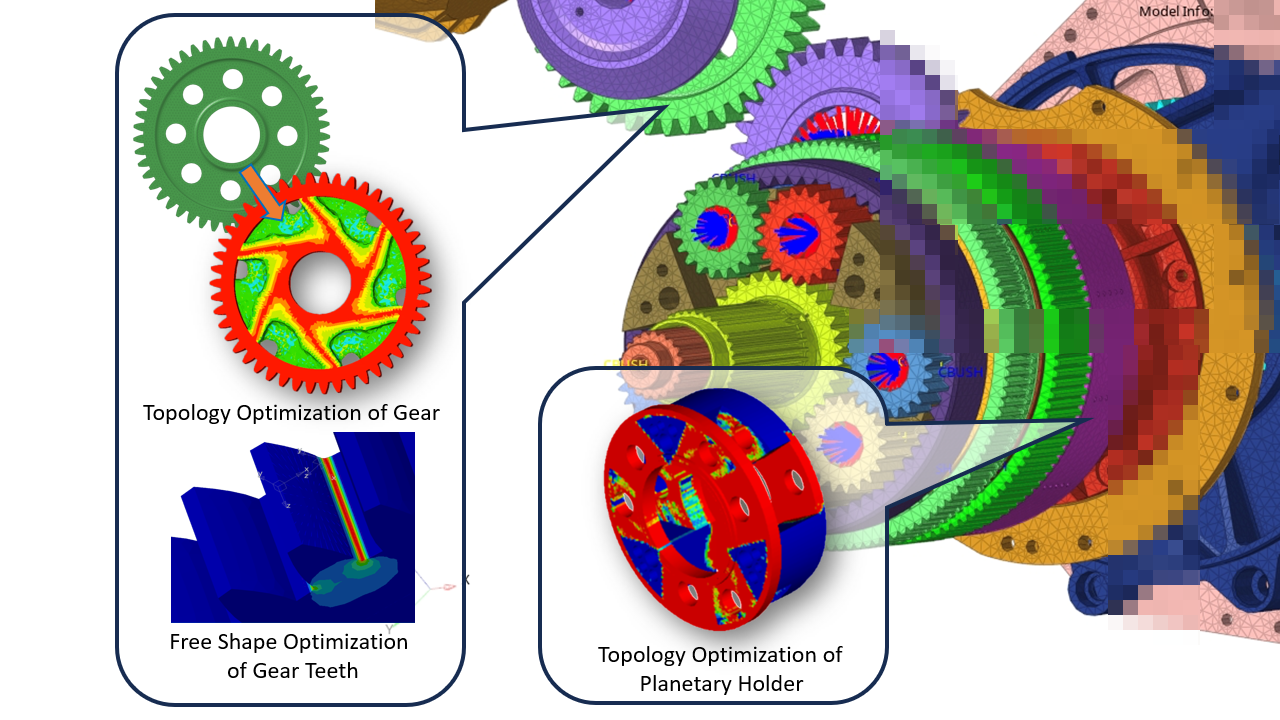 Model Info:
CBUSH
CBUSH
CBUSH
Topology Optimization of Gear
Free Shape Optimization
of Gear Teeth
X
Y
Topology Optimization of
Planetary Holder